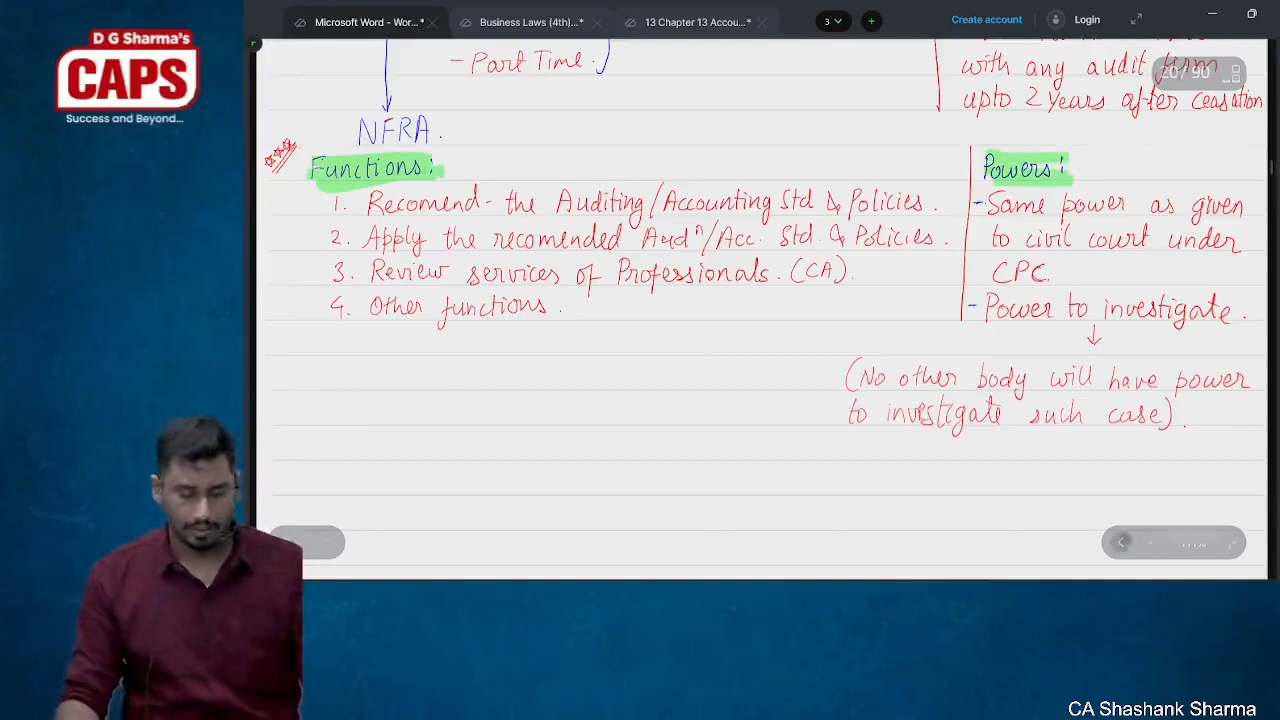 Microsoft Word - Wor...*
Business Laws (4th)...*
13 Chapter 13 Accou...*
3
Create account
Login
D G Sharma's
CAPS
Success and Beyond...
- Part Time.
with any audit firm
upto 2 years after cessation
20 / 90
NFRA.
Functions:
1. Recomend - the Auditing/Accounting Std & Policies.
2. Apply the recomended Audⁿ/Acc. Std. & Policies.
3. Review services of Professionals. (CA).
4. Other functions.
Powers:
- Same power as given
to civil court under
CPC.
- Power to investigate.
(No other body will have power
to investigate such case).
CA Shashank Sharma